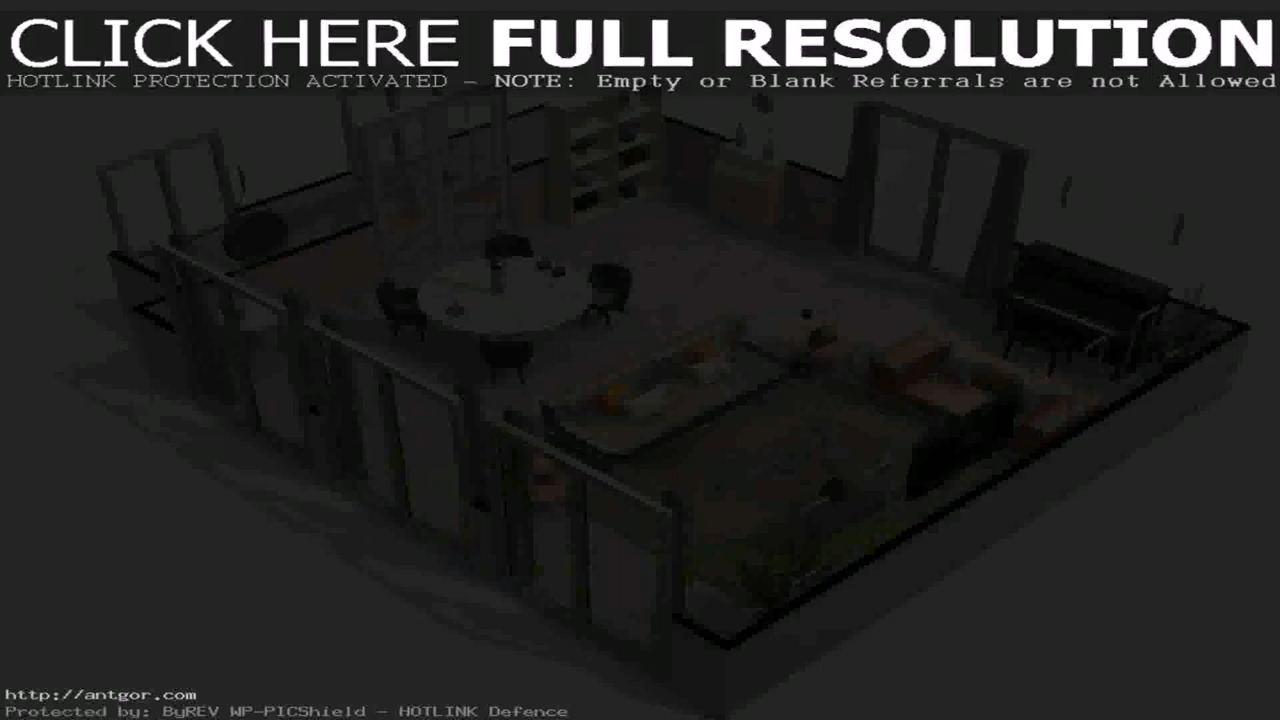 CLICK HERE FULL RESOLUTION
HOTLINK PROTECTION ACTIVATED - NOTE: Empty or Blank Referrals are not Allowed
http://antgor.com
Protected by: ByREV WP-PICShield - HOTLINK Defence